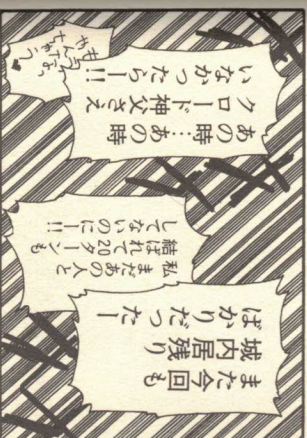 また今回も
城内居残り
ばかりだったー
私まだあの人と
結ばれて20ターンも
してないのにー!!
あの時…あの時
クロード神父さえ
いなかったらー!!